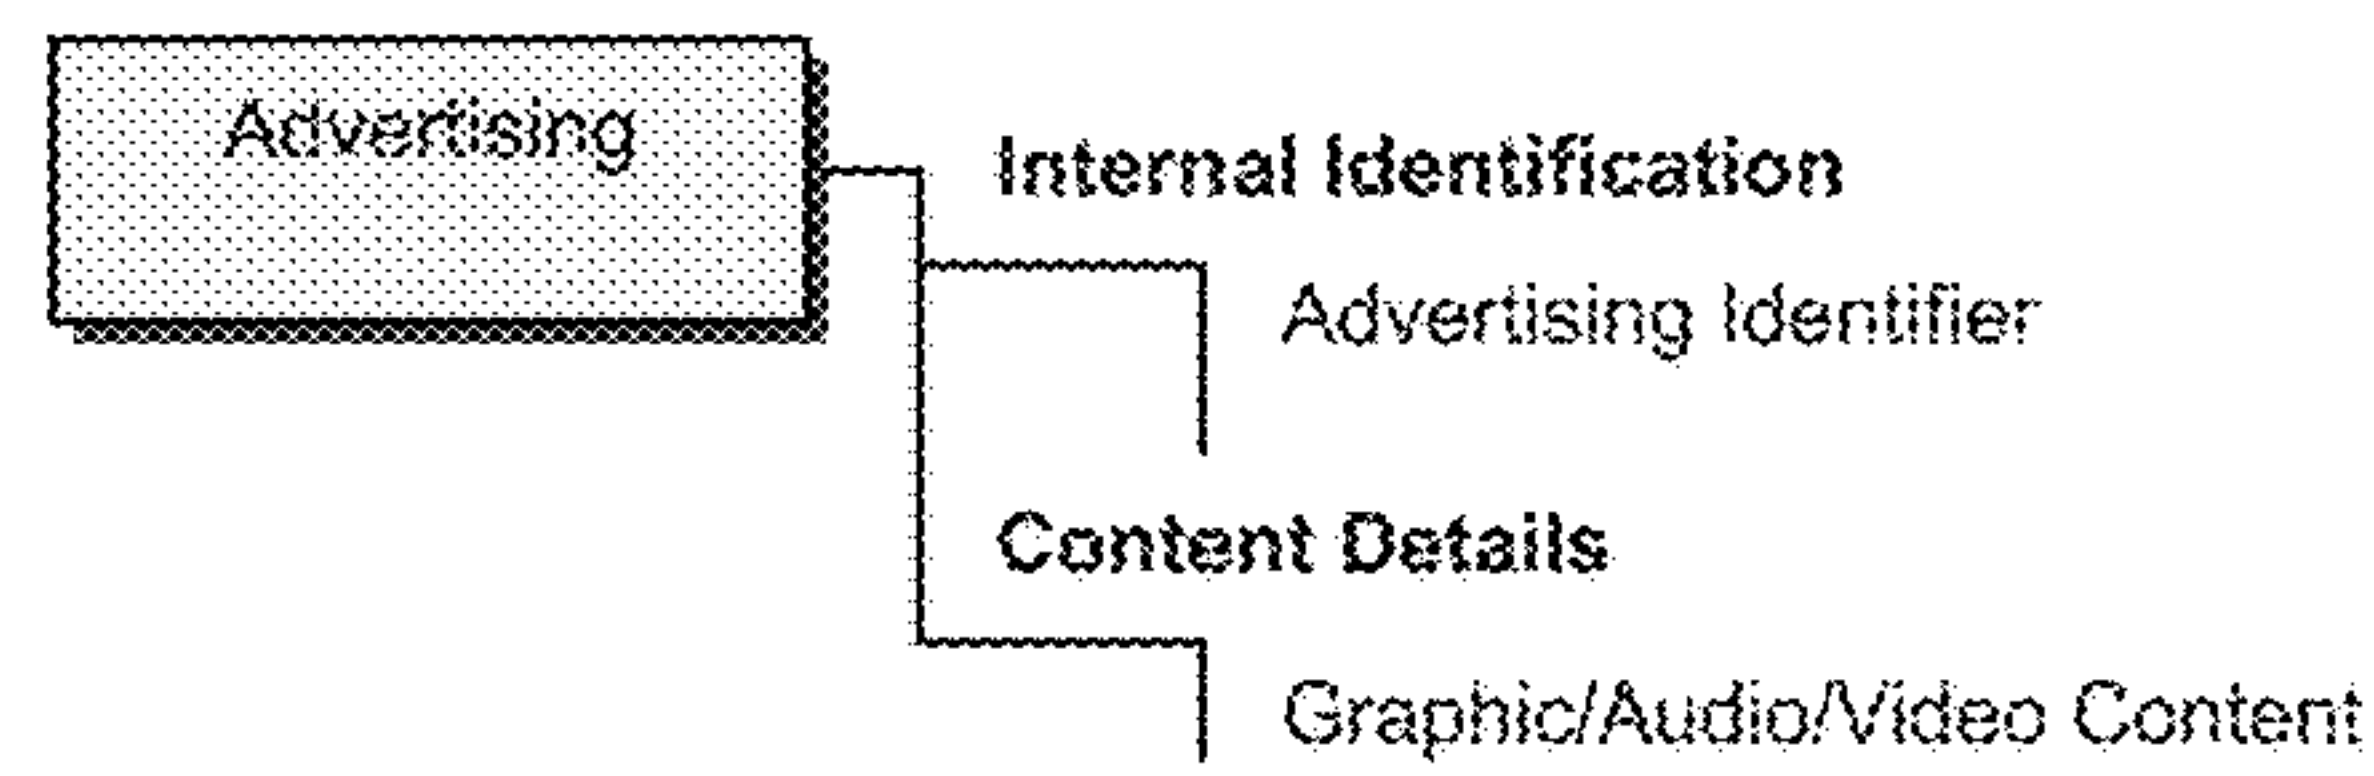 Advertising
Internal Identification
Advertising Identifier
Content Details
Graphic/Audio/Video Content